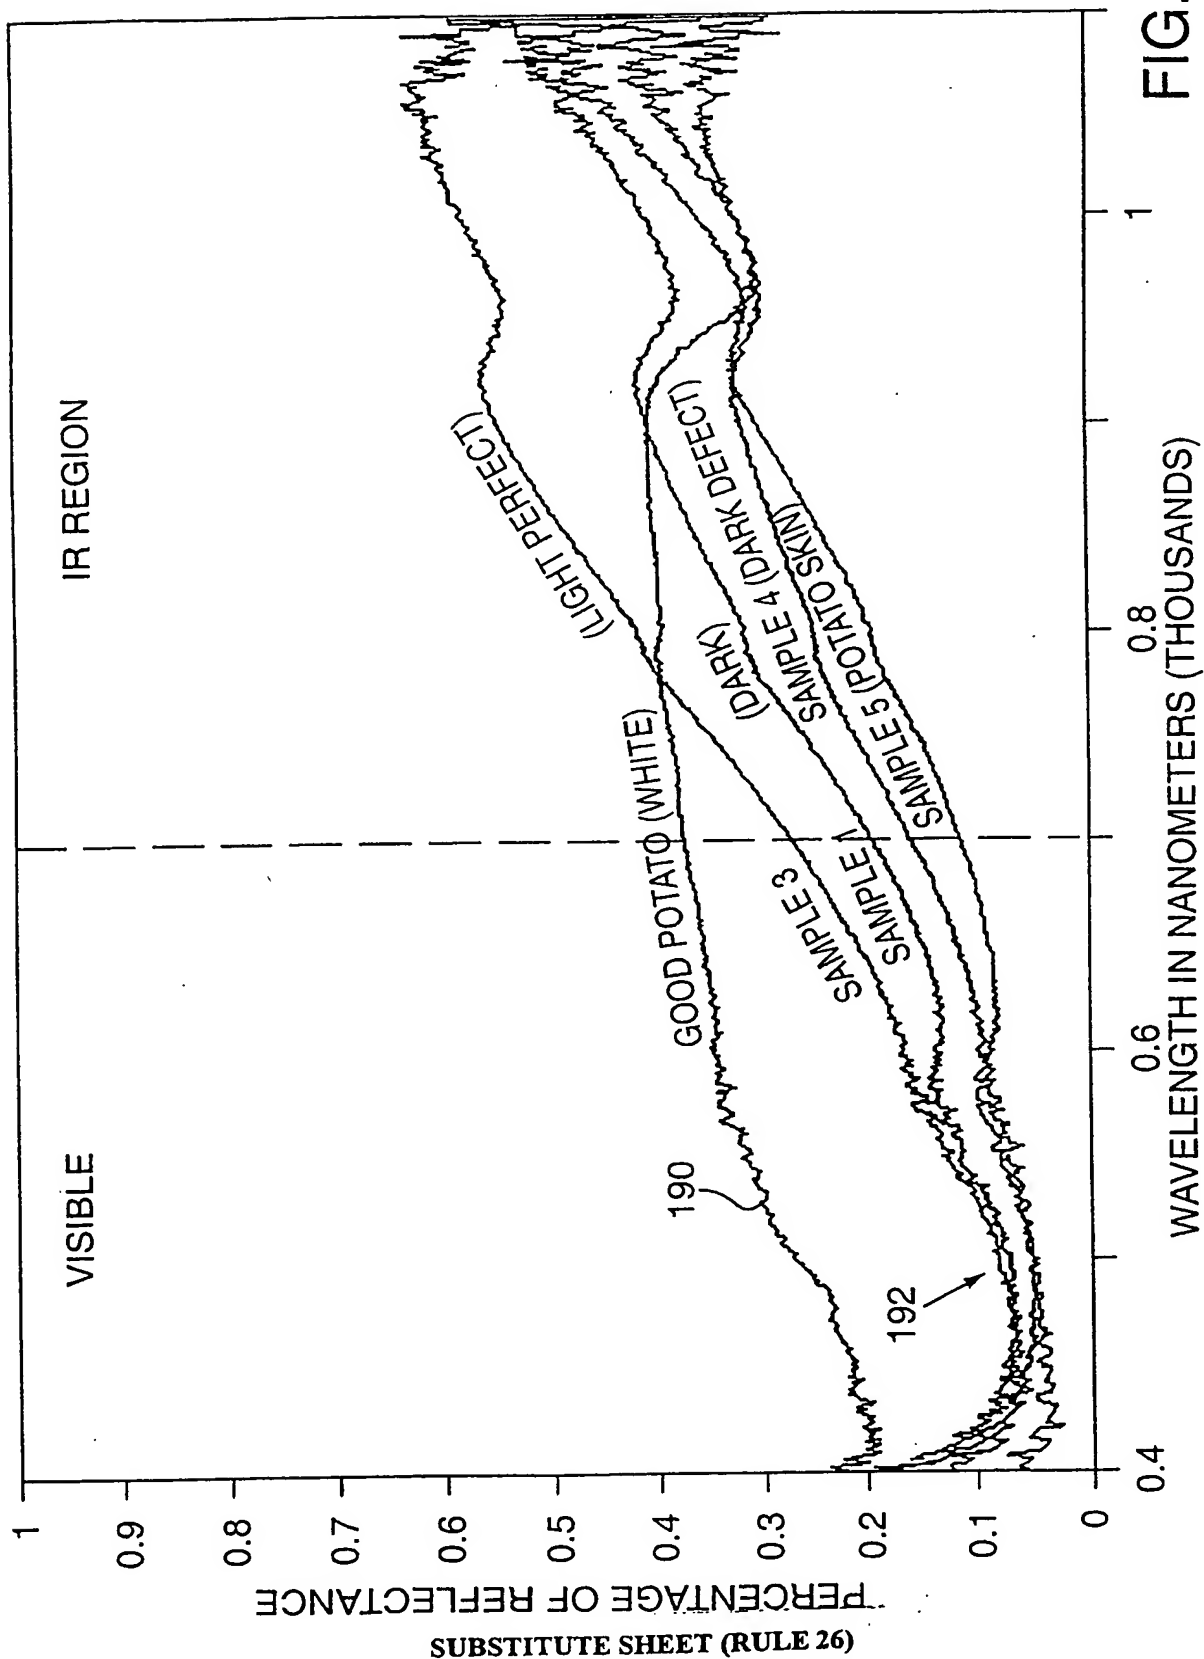 VISIBLE
IR REGION
PERCENTAGE OF REFLECTANCE
1
0.9
0.8
0.7
0.6
0.5
0.4
0.3
0.2
0.1
0
190
192
GOOD POTATO (WHITE)
SAMPLE 3
(LIGHT PERFECT)
SAMPLE 1
(DARK)
SAMPLE 4 (DARK DEFECT)
SAMPLE 5 (POTATO SKIN)
0.4
0.6
0.8
1
WAVELENGTH IN NANOMETERS (THOUSANDS)
FIG.
SUBSTITUTE SHEET (RULE 26)